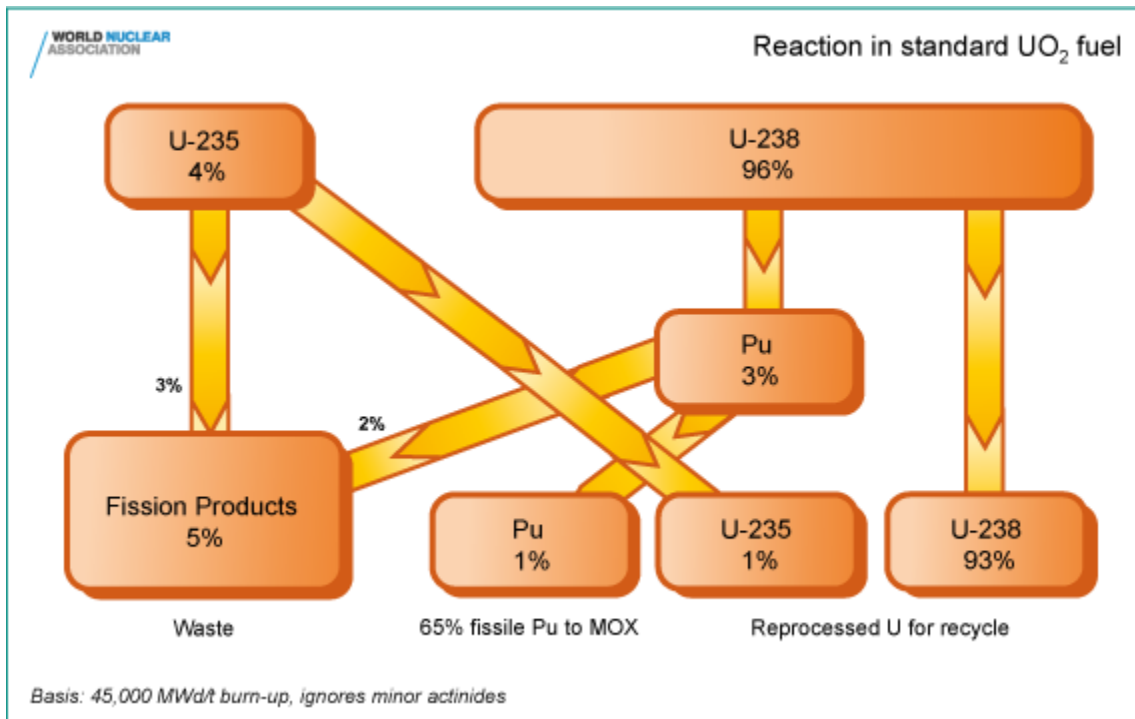 WORLD NUCLEAR
ASSOCIATION
Reaction in standard UO₂ fuel
U-235
4%
U-238
96%
Pu
3%
3%
2%
Fission Products
5%
Pu
1%
U-235
1%
U-238
93%
Waste
65% fissile Pu to MOX
Reprocessed U for recycle
Basis: 45,000 MWd/t burn-up, ignores minor actinides